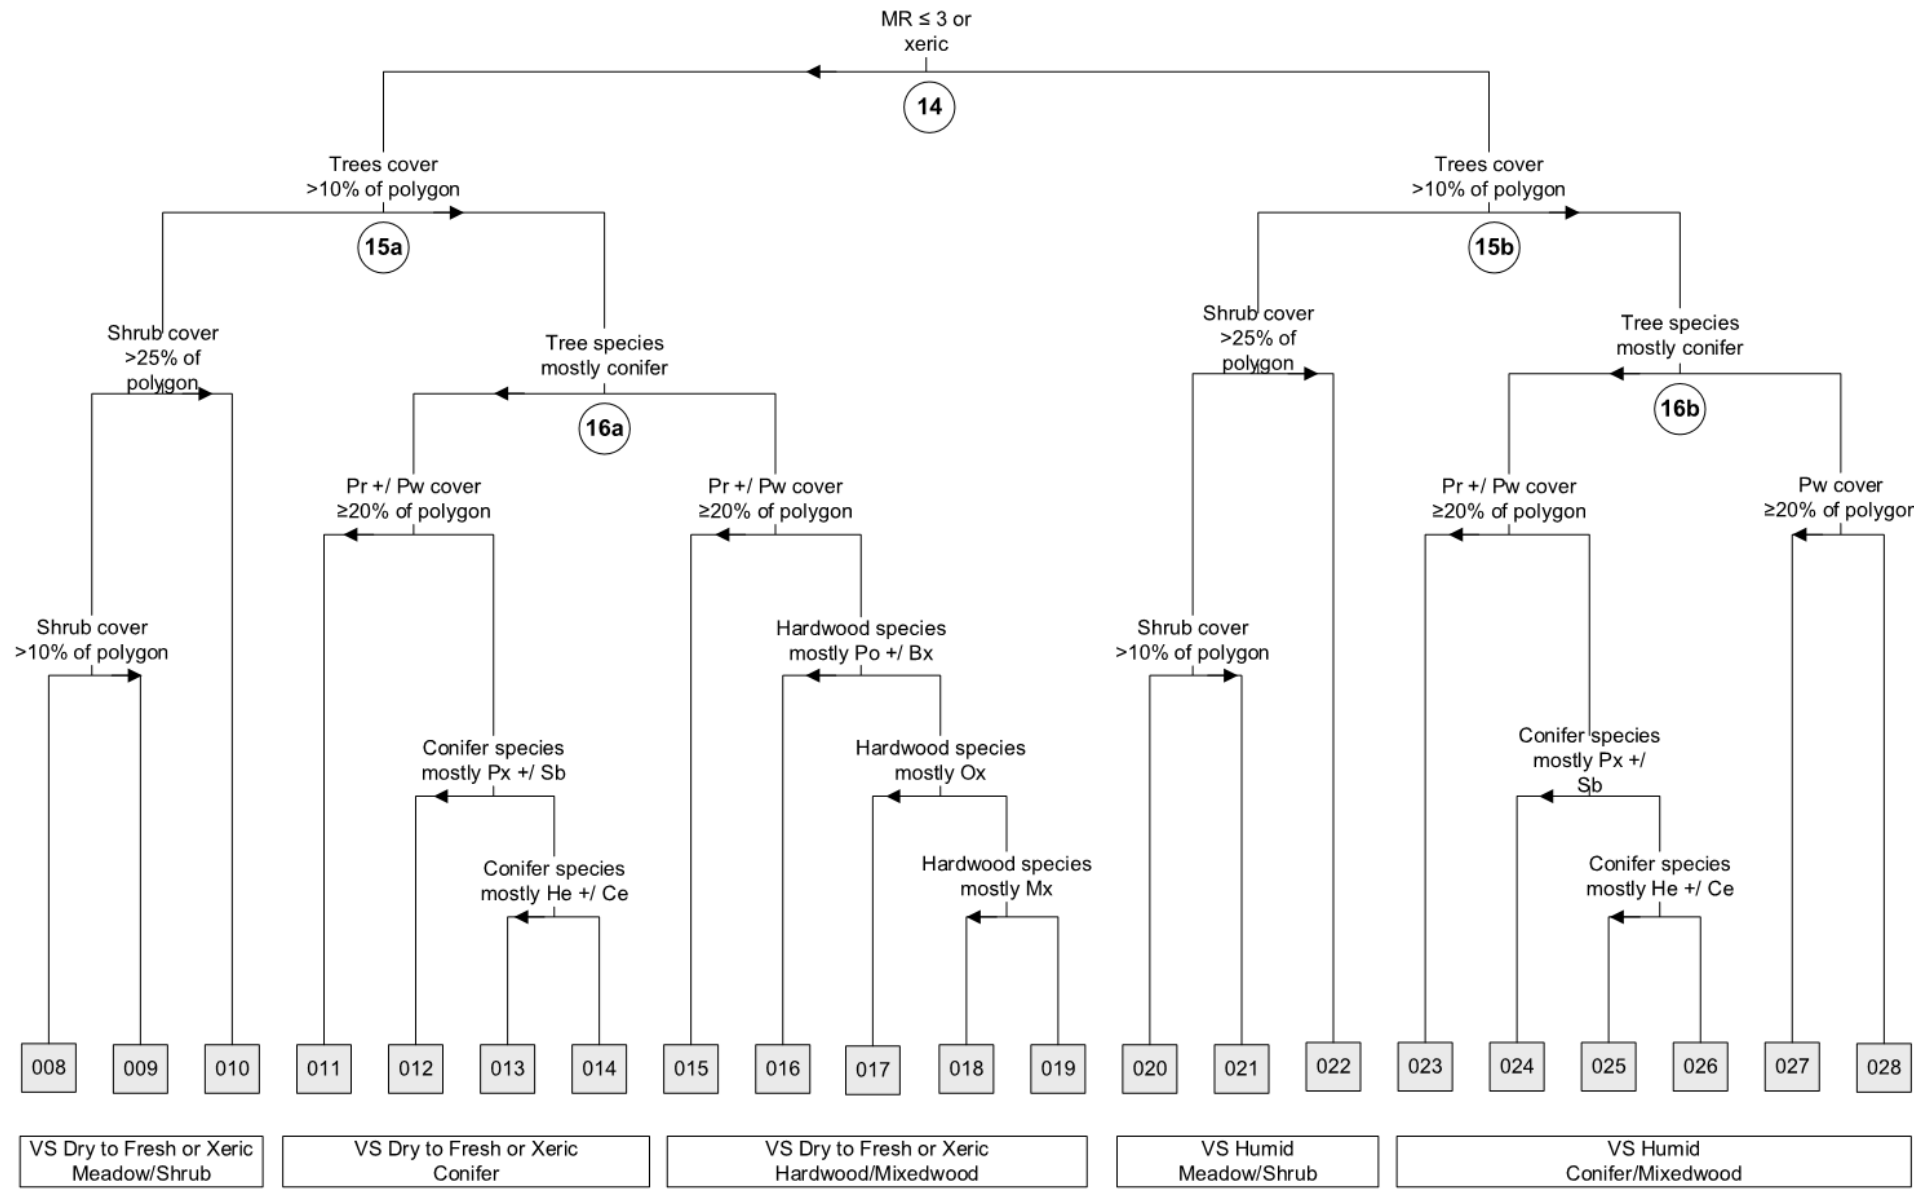 MR ≤ 3 or
xeric
14
Trees cover
>10% of polygon
15a
Trees cover
>10% of polygon
15b
Shrub cover
>25% of
polygon
Tree species
mostly conifer
16a
Shrub cover
>25% of
polygon
Tree species
mostly conifer
16b
Pr +/ Pw cover
≥20% of polygon
Pr +/ Pw cover
≥20% of polygon
Pr +/ Pw cover
≥20% of polygon
Pw cover
≥20% of polygon
Shrub cover
>10% of polygon
Hardwood species
mostly Po +/ Bx
Shrub cover
>10% of polygon
Conifer species
mostly Px +/ Sb
Hardwood species
mostly Ox
Conifer species
mostly Px +/
Sb
Conifer species
mostly He +/ Ce
Hardwood species
mostly Mx
Conifer species
mostly He +/ Ce
008
009
010
011
012
013
014
015
016
017
018
019
020
021
022
023
024
025
026
027
028
VS Dry to Fresh or Xeric
Meadow/Shrub
VS Dry to Fresh or Xeric
Conifer
VS Dry to Fresh or Xeric
Hardwood/Mixedwood
VS Humid
Meadow/Shrub
VS Humid
Conifer/Mixedwood